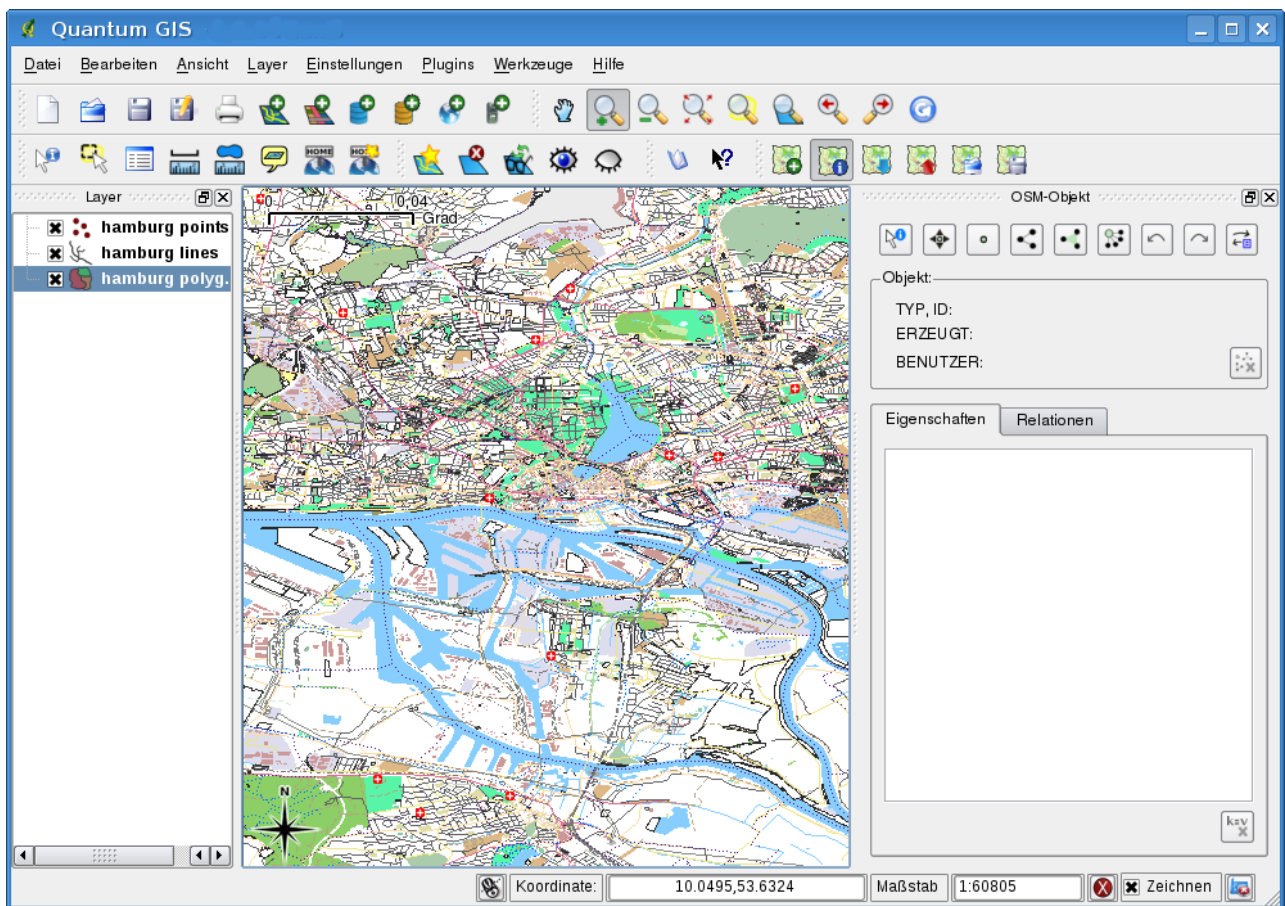 Quantum GIS
Datei Bearbeiten Ansicht Layer Einstellungen Plugins Werkzeuge Hilfe
HOME
Layer
hamburg points
hamburg lines
hamburg polyg.
0 0,04
Grad
N
OSM-Objekt
Objekt:
TYP, ID:
ERZEUGT:
BENUTZER:
Eigenschaften Relationen
k=v
Koordinate: 10.0495,53.6324 Maßstab 1:60805 Zeichnen